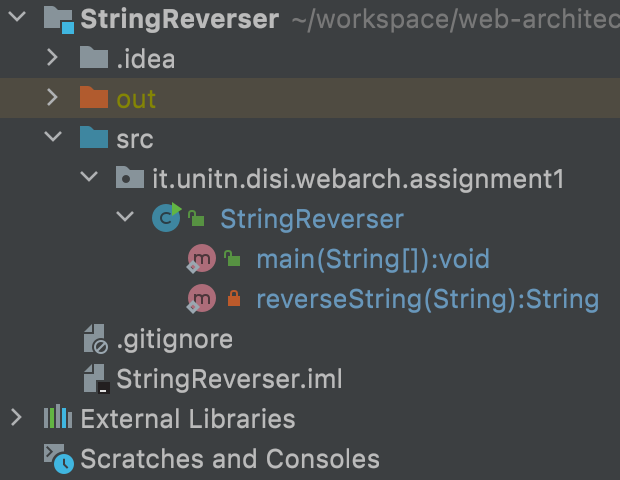 StringReverser ~/workspace/web-architec
.idea
out
src
it.unitn.disi.webarch.assignment1
StringReverser
main(String[]):void
reverseString(String):String
.gitignore
StringReverser.iml
External Libraries
Scratches and Consoles